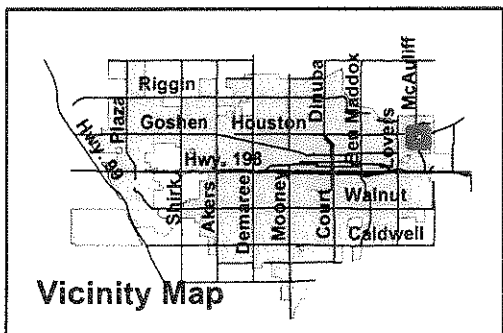 Riggin
Plaza
Dinuba
Ben Maddox
McAuliff
Goshen
Houston
Lovers
Hwy. 99
Hwy. 198
Shirk
Akers
Demaree
Mooney
Court
Walnut
Caldwell
Vicinity Map